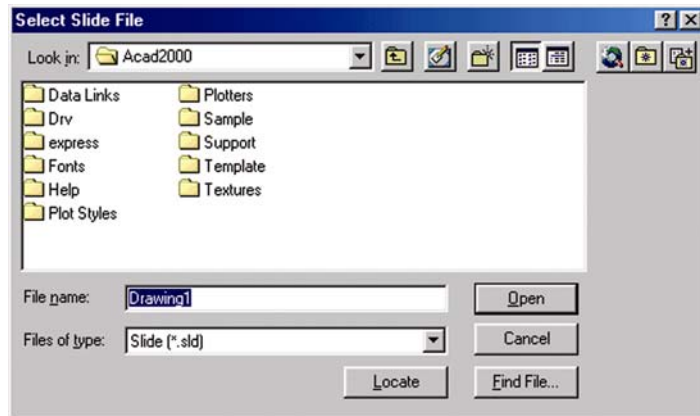 Select Slide File
Look in: Acad2000
Data Links
Drv
express
Fonts
Help
Plot Styles
Plotters
Sample
Support
Template
Textures
File name: Drawing1 Open
Files of type: Slide (*.sld) Cancel
Locate Find File...